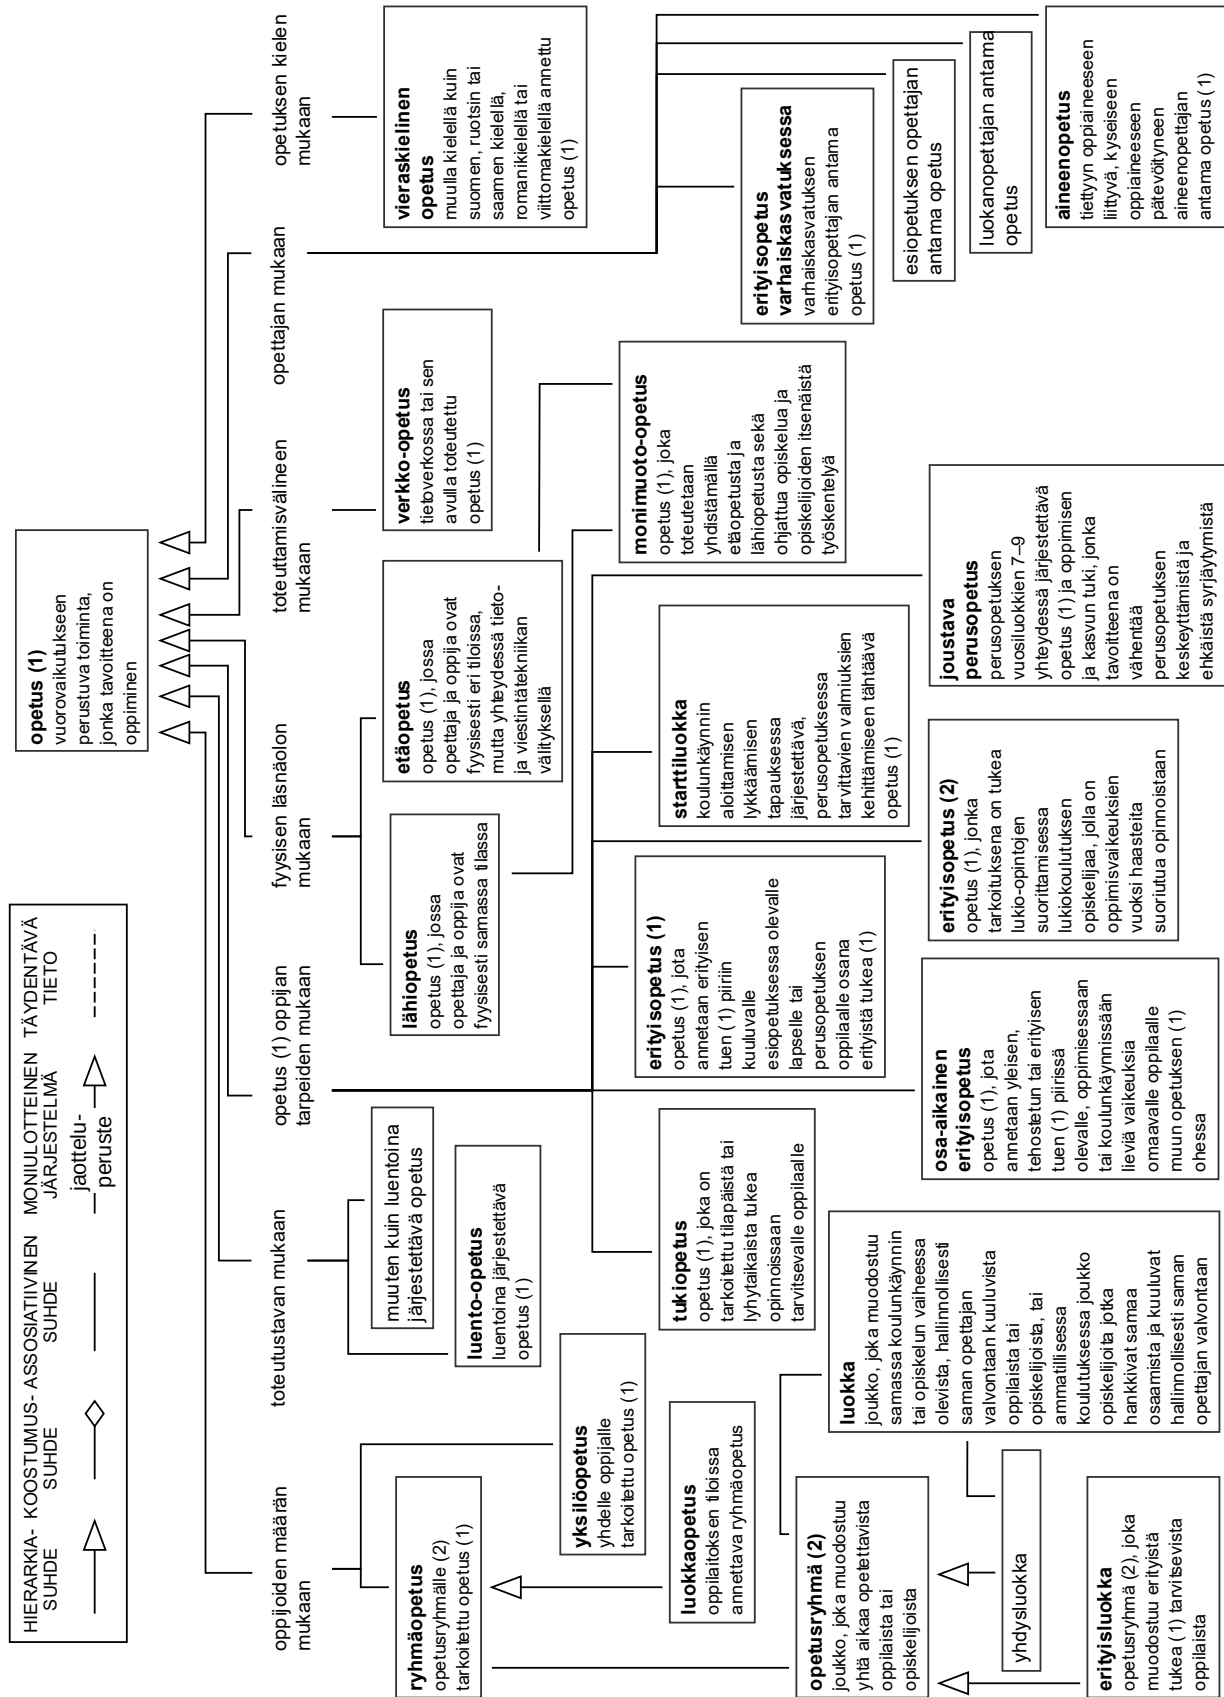 HIERARKIA- KOOSTUMUS- ASSOSIATIIVINEN MONIULOTTEINEN TÄYDENTÄVÄ
SUHDE SUHDE SUHDE JÄRJESTELMÄ TIETO
jaottelu-
peruste
opetus (1)
vuorovaikutukseen
perustuva toiminta,
jonka tavoitteena on
oppiminen
oppijoiden määrän
mukaan
toteutustavan mukaan
opetus (1) oppijan
tarpeiden mukaan
fyysisen läsnäolon
mukaan
toteuttamisvälineen
mukaan
opettajan mukaan
opetuksen kielen
mukaan
ryhmäopetus
opetusryhmälle (2)
tarkoitettu opetus (1)
yksilöopetus
yhdelle oppijalle
tarkoitettu opetus (1)
luokkaopetus
oppilaitoksen tiloissa
annettava ryhmäopetus
opetusryhmä (2)
joukko, joka muodostuu
yhtä aikaa opetettavista
oppilaista tai
opiskelijoista
luokka
joukko, joka muodostuu
samassa koulunkäynnin
tai opiskelun vaiheessa
olevista, hallinnollisesti
saman opettajan
valvontaan kuuluvista
oppilaista tai
opiskelijoista, tai
ammatillisessa
koulutuksessa joukko
opiskelijoita jotka
hankkivat samaa
osaamista ja kuuluvat
hallinnollisesti saman
opettajan valvontaan
yhdysluokka
erityisluokka
opetusryhmä (2), joka
muodostuu erityistä
tukea (1) tarvitsevista
oppilaista
muuten kuin luentoina
järjestettävä opetus
luento-opetus
luentoina järjestettävä
opetus (1)
tukiopetus
opetus (1), joka on
tarkoitettu tilapäistä tai
lyhytaikaista tukea
opinnoissaan
tarvitsevalle oppilaalle
osa-aikainen
erityisopetus
opetus (1), jota
annetaan yleisen,
tehostetun tai erityisen
tuen (1) piirissä
olevalle, oppimisessaan
tai koulunkäynnissään
lieviä vaikeuksia
omaavalle oppilaalle
muun opetuksen (1)
ohessa
erityisopetus (1)
opetus (1), jota
annetaan erityisen
tuen (1) piiriin
kuuluvalle
esiopetuksessa olevalle
lapselle tai
perusopetuksen
oppilaalle osana
erityistä tukea (1)
erityisopetus (2)
opetus (1), jonka
tarkoituksena on tukea
lukio-opintojen
suorittamisessa
lukiokoulutuksen
opiskelijaa, jolla on
oppimisvaikeuksien
vuoksi haasteita
suoriutua opinnoistaan
starttiluokka
koulunkäynnin
aloittamisen
lykkäämisen
tapauksessa
järjestettävä,
perusopetuksessa
tarvittavien valmiuksien
kehittämiseen tähtäävä
opetus (1)
joustava
perusopetus
perusopetuksen
vuosiluokkien 7–9
yhteydessä järjestettävä
opetus (1) ja oppimisen
ja kasvun tuki, jonka
tavoitteena on
vähentää
perusopetuksen
keskeyttämistä ja
ehkäistä syrjäytymistä
lähiopetus
opetus (1), jossa
opettaja ja oppija ovat
fyysisesti samassa tilassa
etäopetus
opetus (1), jossa
opettaja ja oppija ovat
fyysisesti eri tiloissa,
mutta yhteydessä tieto-
ja viestintätekniikan
välityksellä
monimuoto-opetus
opetus (1), joka
toteutetaan
yhdistämällä
etäopetusta ja
lähiopetusta sekä
ohjattua opiskelua ja
opiskelijoiden itsenäistä
työskentelyä
verkko-opetus
tietoverkossa tai sen
avulla toteutettu
opetus (1)
erityisopetus
varhaiskasvatuksessa
varhaiskasvatuksen
erityisopettajan antama
opetus (1)
esiopetuksen opettajan
antama opetus
luokanopettajan antama
opetus
aineenopetus
tiettyyn oppiaineeseen
liittyvä, kyseiseen
oppiaineeseen
pätevöityneen
aineenopettajan
antama opetus (1)
vieraskielinen
opetus
muulla kielellä kuin
suomen, ruotsin tai
saamen kielellä,
romanikielellä tai
viittomakielellä annettu
opetus (1)